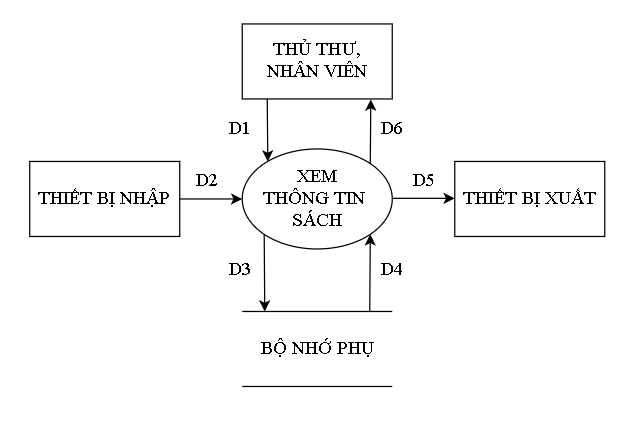 THỦ THƯ,
NHÂN VIÊN
D1
D6
THIẾT BỊ NHẬP
D2
XEM
THÔNG TIN
SÁCH
D5
THIẾT BỊ XUẤT
D3
D4
BỘ NHỚ PHỤ